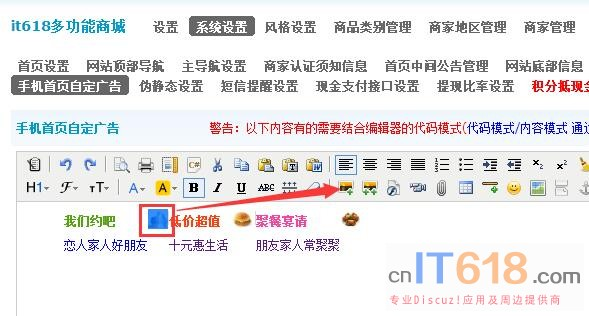 it618多功能商城 设置 系统设置 风格设置 商品类别管理 商家地区管理 商家管理
首页设置 网站顶部导航 主导航设置 商家认证须知信息 首页中间公告管理 网站底部信息
手机首页自定广告 伪静态设置 短信提醒设置 现金支付接口设置 提现比率设置 积分抵现金
手机首页自定广告 警告：以下内容有的需要结合编辑器的代码模式(代码模式/内容模式 通过
H1 F TT A A B I U ABC
我们约吧 低价超值 聚餐宴请
恋人家人好朋友 十元惠生活 朋友家人常聚聚
cnIT618.com
专业Discuz!应用及周边提供商